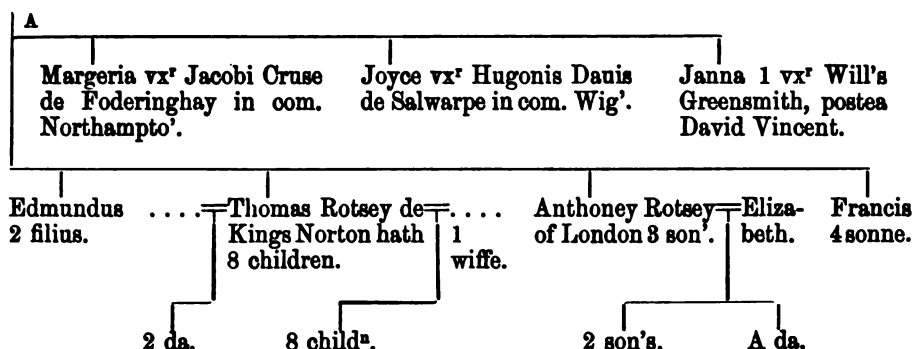 A
Margeria vxʳ Jacobi Cruse
de Foderinghay in com.
Northampto'.
Joyce vxʳ Hugonis Dauis
de Salwarpe in com. Wig'.
Janna 1 vxʳ Will's
Greensmith, postea
David Vincent.
Edmundus
2 filius.
....
Thomas Rotsey de
Kings Norton hath
8 children.
....
1
wiffe.
Anthoney Rotsey
of London 3 son'.
Eliza-
beth.
Francis
4 sonne.
2 da.
8 childⁿ.
2 son's.
A da.